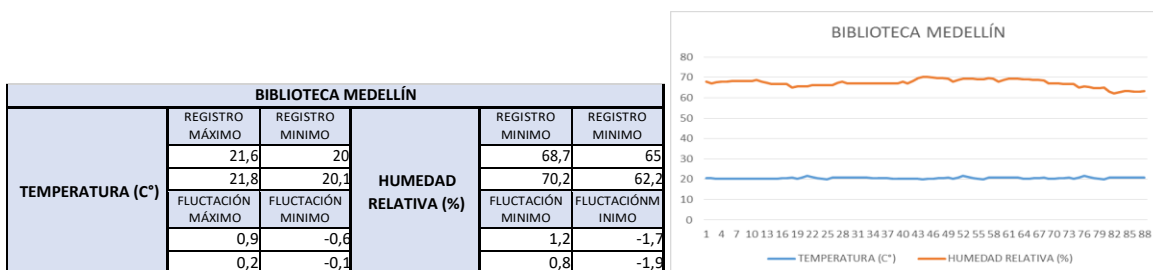 BIBLIOTECA MEDELLÍN
TEMPERATURA (C°)
REGISTRO MÁXIMO
REGISTRO MINIMO
HUMEDAD RELATIVA (%)
REGISTRO MINIMO
REGISTRO MINIMO
21,6 20 68,7 65
21,8 20,1 70,2 62,2
FLUCTACIÓN MÁXIMO
FLUCTACIÓN MINIMO
FLUCTACIÓN MINIMO
FLUCTACIÓNM INIMO
0,9 -0,6 1,2 -1,7
0,2 -0,1 0,8 -1,9
BIBLIOTECA MEDELLÍN
80
70
60
50
40
30
20
10
0
1 4 7 10 13 16 19 22 25 28 31 34 37 40 43 46 49 52 55 58 61 64 67 70 73 76 79 82 85 88
TEMPERATURA (C°) HUMEDAD RELATIVA (%)